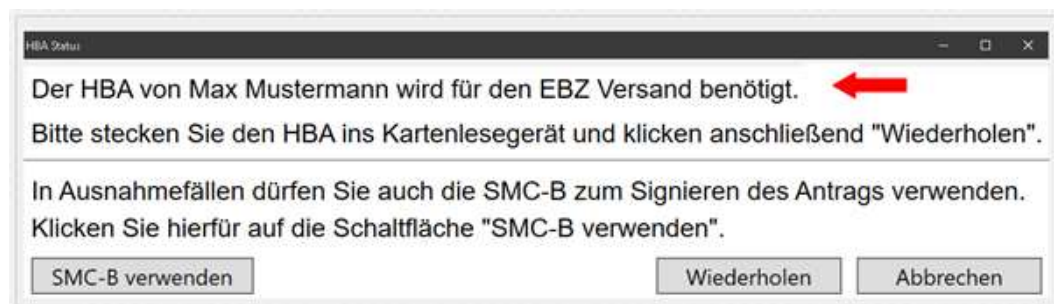 HBA Status
Der HBA von Max Mustermann wird für den EBZ Versand benötigt.
Bitte stecken Sie den HBA ins Kartenlesegerät und klicken anschließend "Wiederholen".
In Ausnahmefällen dürfen Sie auch die SMC-B zum Signieren des Antrags verwenden.
Klicken Sie hierfür auf die Schaltfläche "SMC-B verwenden".
SMC-B verwenden Wiederholen Abbrechen